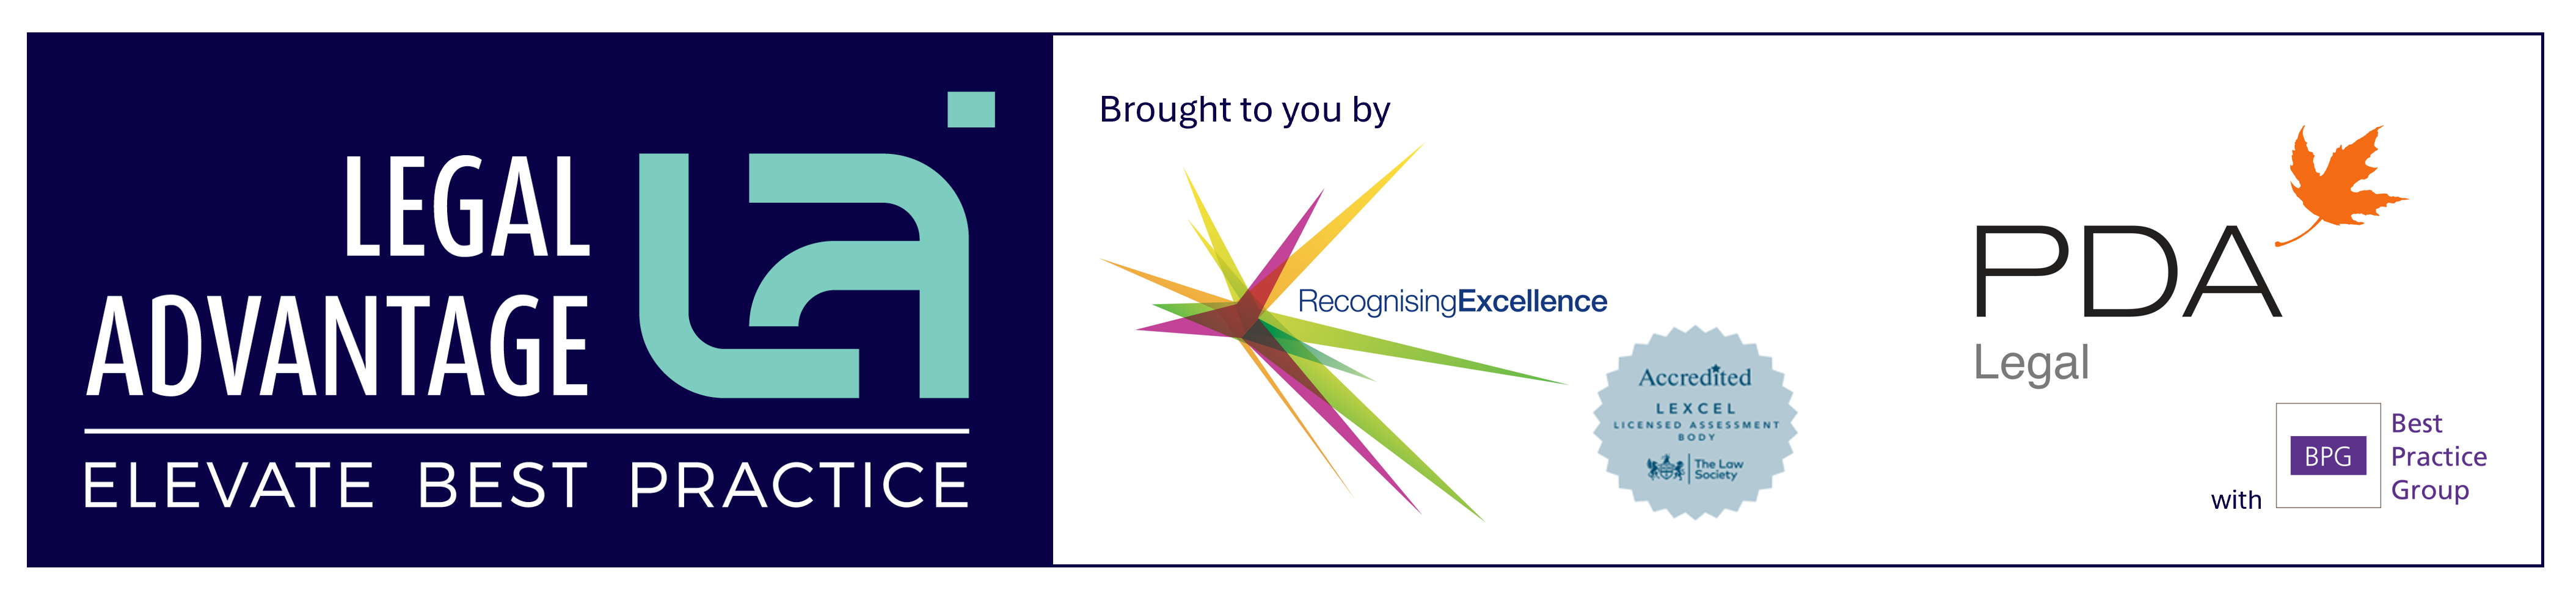 LEGAL
ADVANTAGE
ELEVATE BEST PRACTICE
Brought to you by
RecognisingExcellence
Accredited
LEXCEL
LICENSED ASSESSMENT
BODY
The Law
Society
PDA
Legal
with
BPG
Best
Practice
Group